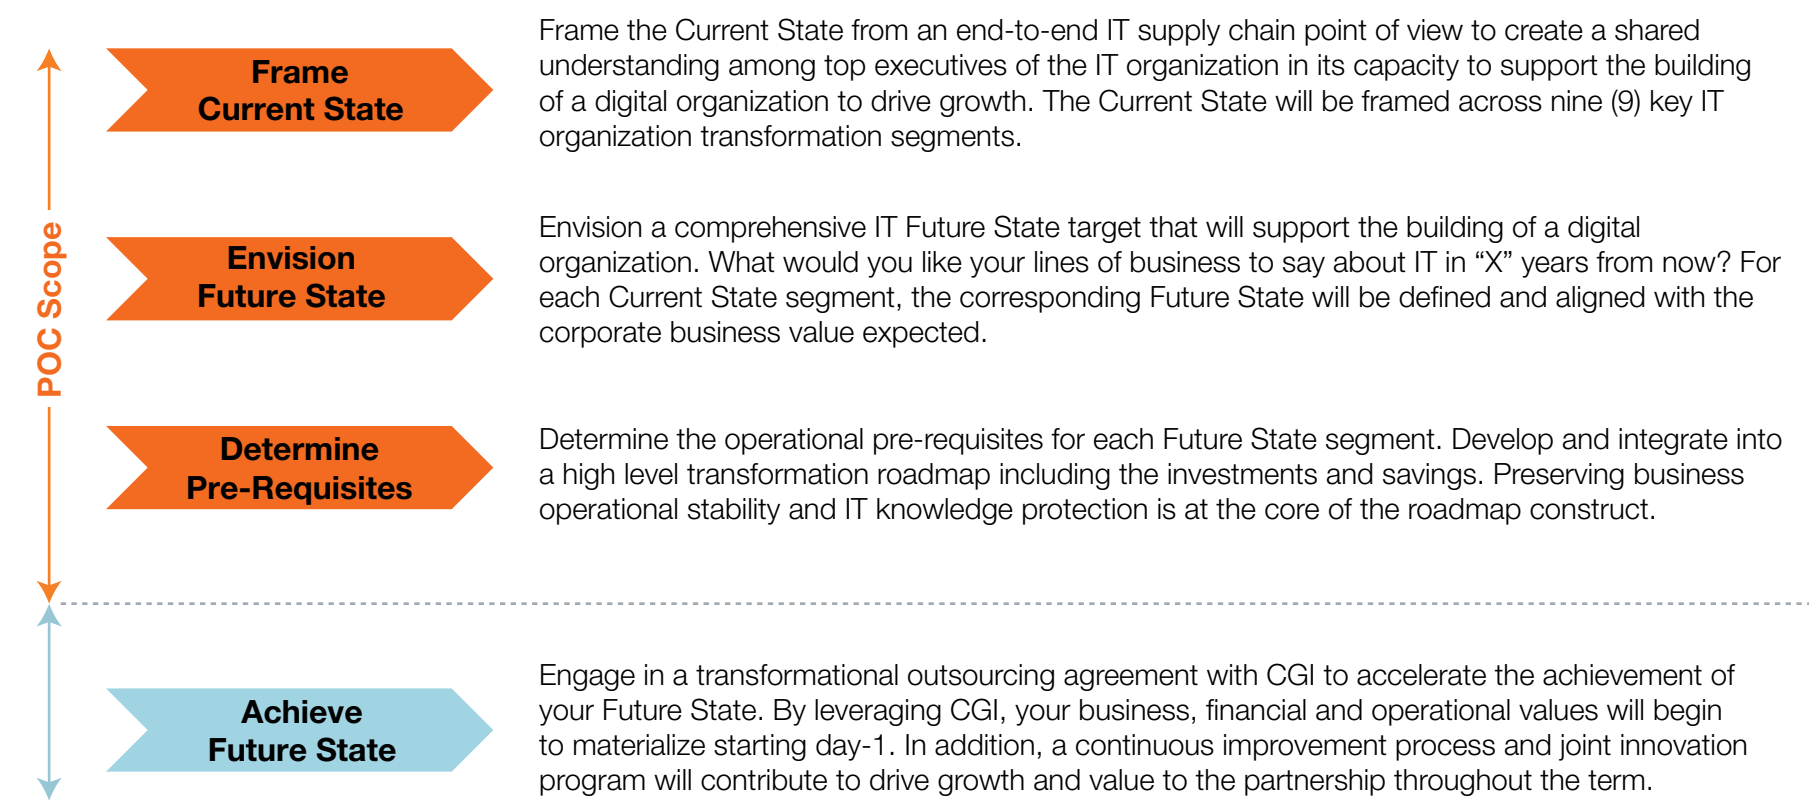 Frame
Current State
Frame the Current State from an end-to-end IT supply chain point of view to create a shared
understanding among top executives of the IT organization in its capacity to support the building
of a digital organization to drive growth. The Current State will be framed across nine (9) key IT
organization transformation segments.
POC Scope
Envision
Future State
Envision a comprehensive IT Future State target that will support the building of a digital
organization. What would you like your lines of business to say about IT in “X” years from now? For
each Current State segment, the corresponding Future State will be defined and aligned with the
corporate business value expected.
Determine
Pre-Requisites
Determine the operational pre-requisites for each Future State segment. Develop and integrate into
a high level transformation roadmap including the investments and savings. Preserving business
operational stability and IT knowledge protection is at the core of the roadmap construct.
Achieve
Future State
Engage in a transformational outsourcing agreement with CGI to accelerate the achievement of
your Future State. By leveraging CGI, your business, financial and operational values will begin
to materialize starting day-1. In addition, a continuous improvement process and joint innovation
program will contribute to drive growth and value to the partnership throughout the term.